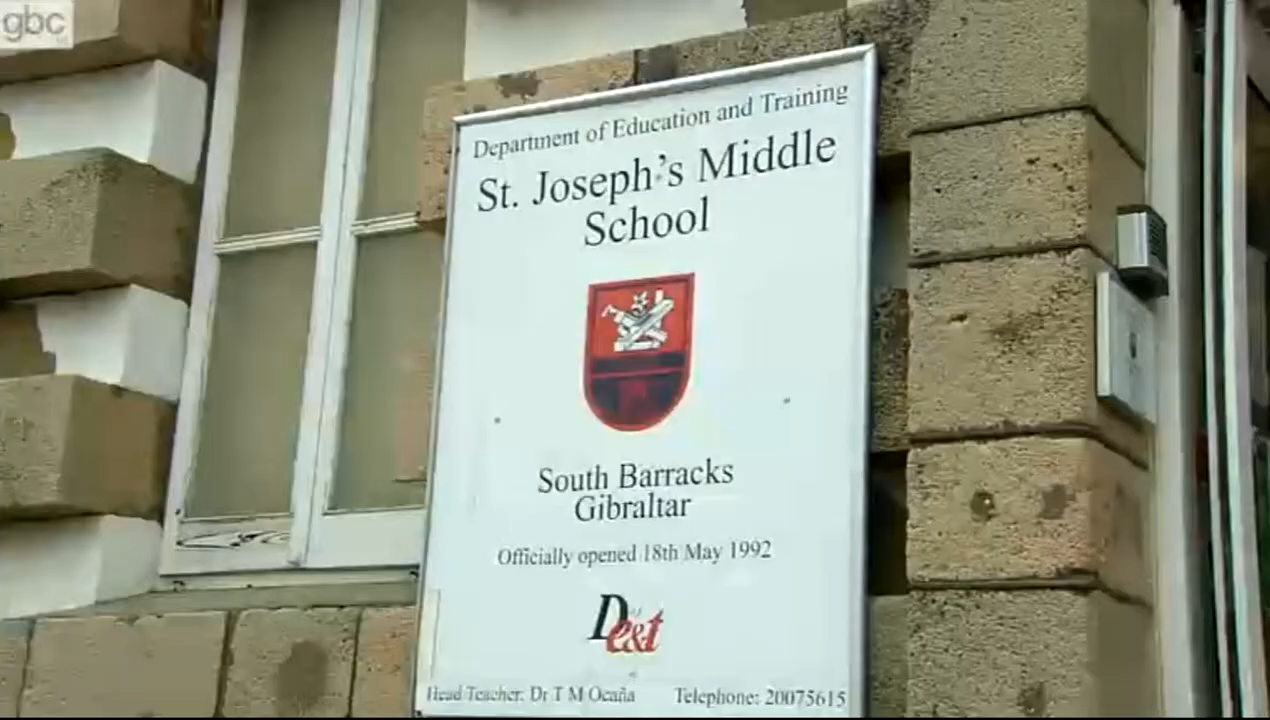 gbc
Department of Education and Training
St. Joseph's Middle
School
South Barracks
Gibraltar
Officially opened 18th May 1992
De&t
Head Teacher: Dr T M Ocaña Telephone: 20075615